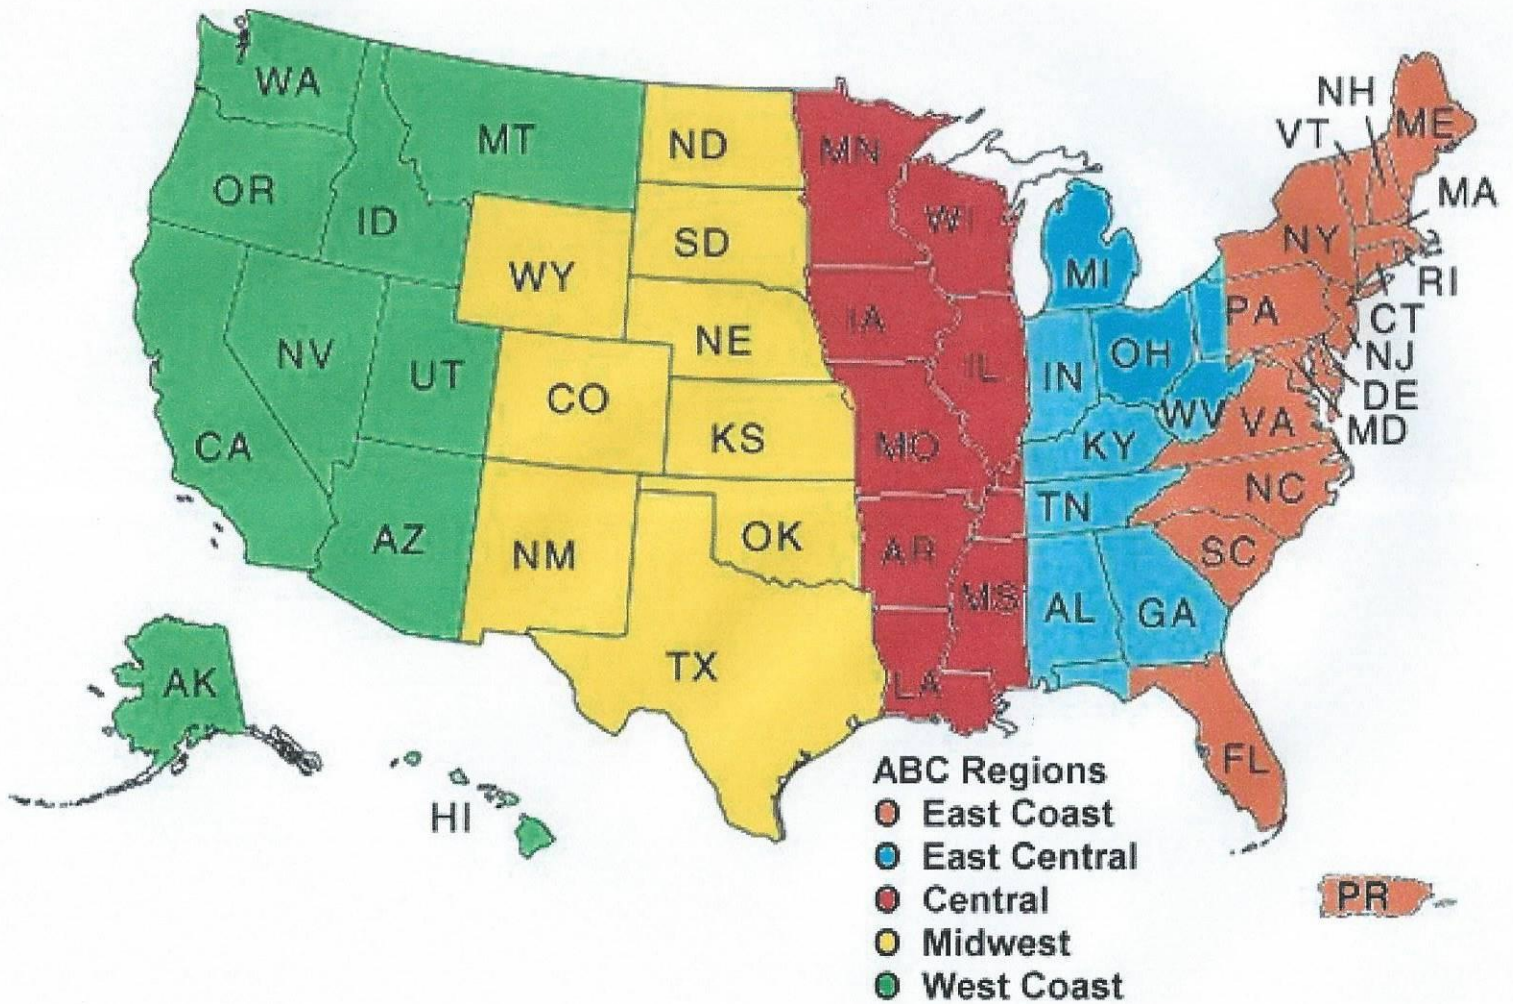 WA
MT
ND
MN
NH
ME
VT
OR
ID
SD
WI
MA
NY
WY
MI
RI
NE
IA
PA
CT
NV
UT
CO
IL
IN
OH
NJ
DE
CA
KS
MO
KY
WV
VA
MD
AZ
NM
OK
AR
TN
NC
SC
MS
AL
GA
TX
AK
LA
FL
HI
ABC Regions
East Coast
East Central
Central
Midwest
West Coast
PR